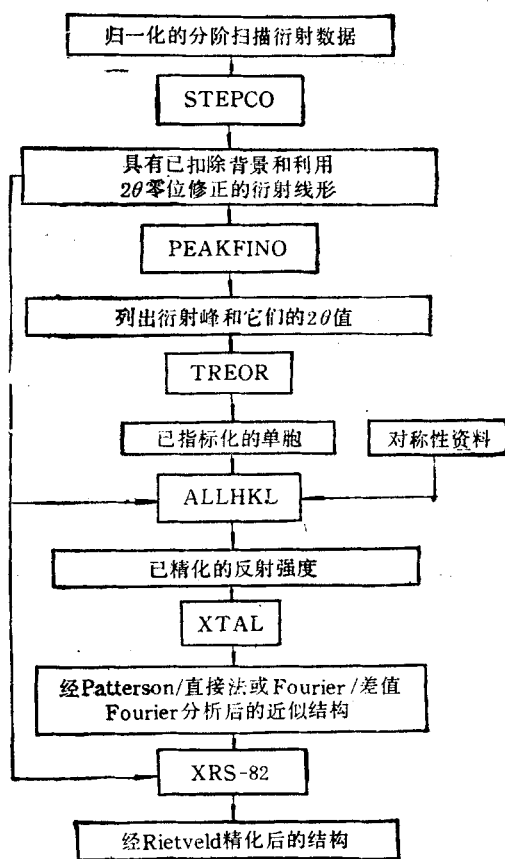 归一化的分阶扫描衍射数据
STEPCO
具有已扣除背景和利用
2θ零位修正的衍射线形
PEAKFINO
列出衍射峰和它们的2θ值
TREOR
已指标化的单胞
对称性资料
ALLHKL
已精化的反射强度
XTAL
经Patterson/直接法或Fourier/差值
Fourier分析后的近似结构
XRS-82
经Rietveld精化后的结构